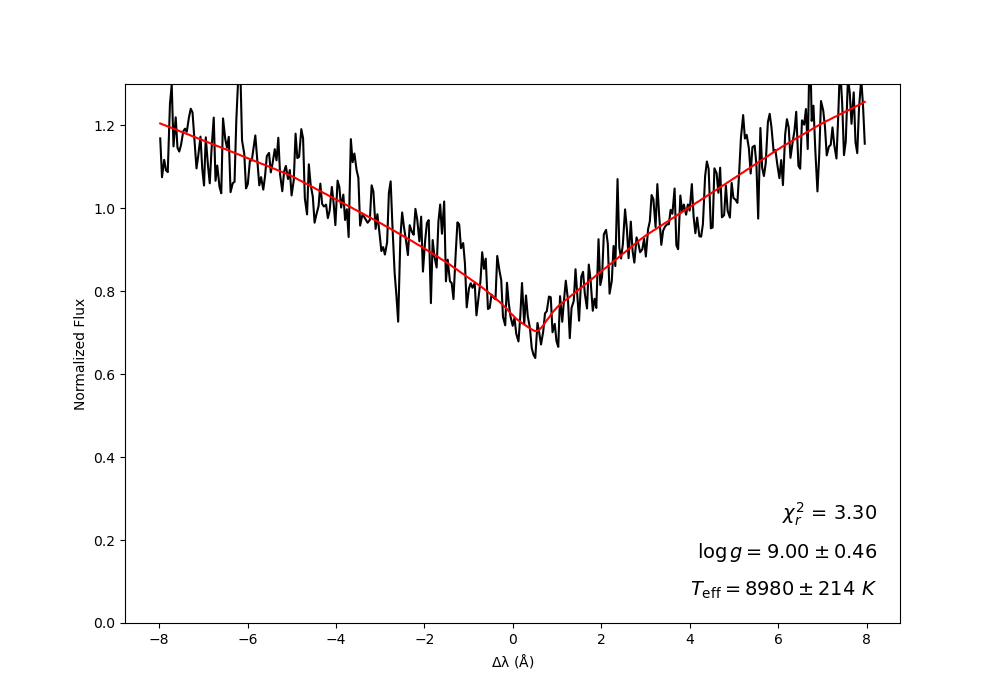 1.2
1.0
0.8
0.6
0.4
0.2
0.0
Normalized Flux
χ²ᵣ = 3.30
log g = 9.00 ± 0.46
T_eff = 8980 ± 214 K
−8 −6 −4 −2 0 2 4 6 8
Δλ (Å)